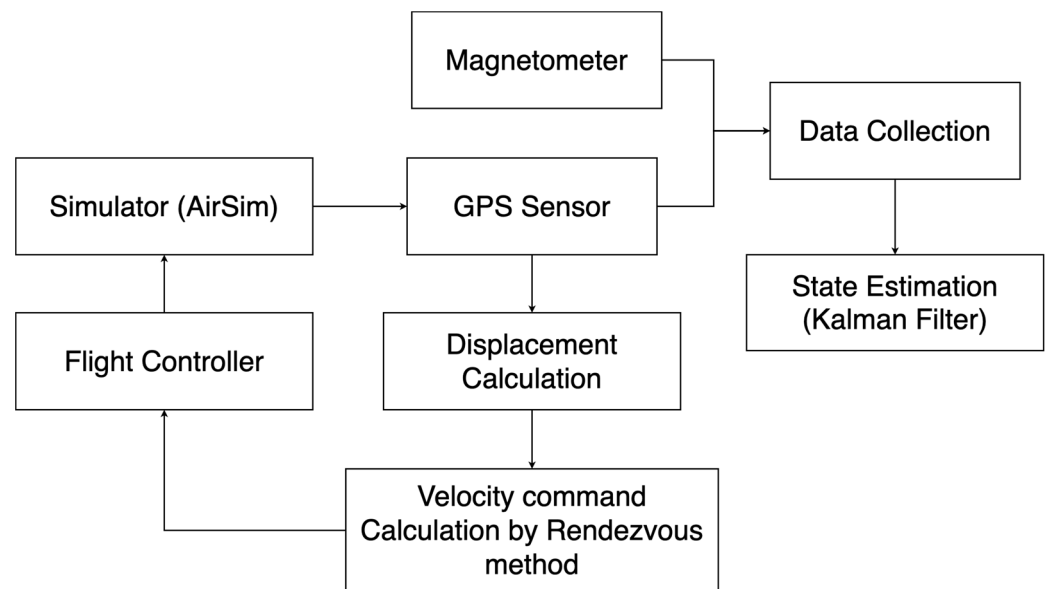 Magnetometer
Data Collection
Simulator (AirSim)
GPS Sensor
State Estimation
(Kalman Filter)
Flight Controller
Displacement
Calculation
Velocity command
Calculation by Rendezvous
method